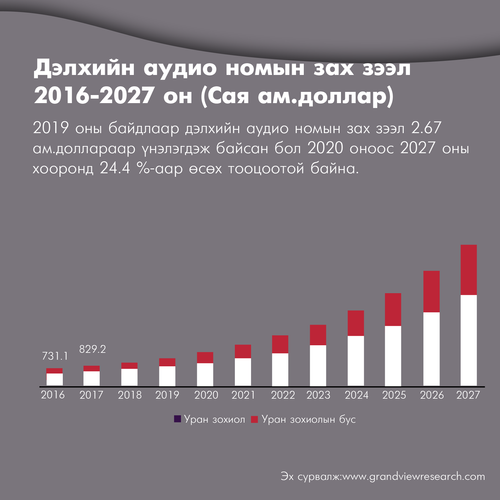 Дэлхийн аудио номын зах зээл
2016-2027 он (Сая ам.доллар)
2019 оны байдлаар дэлхийн аудио номын зах зээл 2.67
ам.доллараар үнэлэгдэж байсан бол 2020 оноос 2027 оны
хооронд 24.4 %-аар өсөх тооцоотой байна.
731.1
829.2
2016 2017 2018 2019 2020 2021 2022 2023 2024 2025 2026 2027
Уран зохиол Уран зохиолын бус
Эх сурвалж:www.grandviewresearch.com